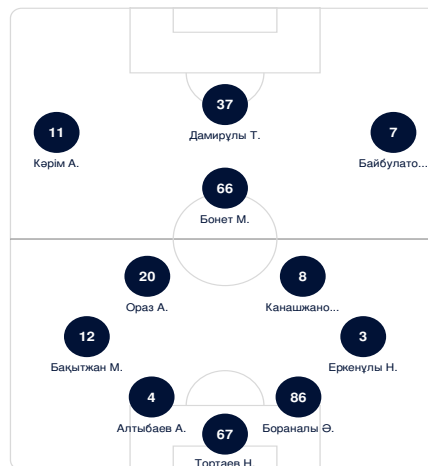 37
11
7
Дамирұлы Т.
Кәрім А.
Байбулато...
66
Бонет М.
20
8
Ораз А.
Канашжано...
12
3
Бақытжан М.
Еркенұлы Н.
4
86
Алтыбаев А.
Бораналы Ә.
67
Тортаев Н.